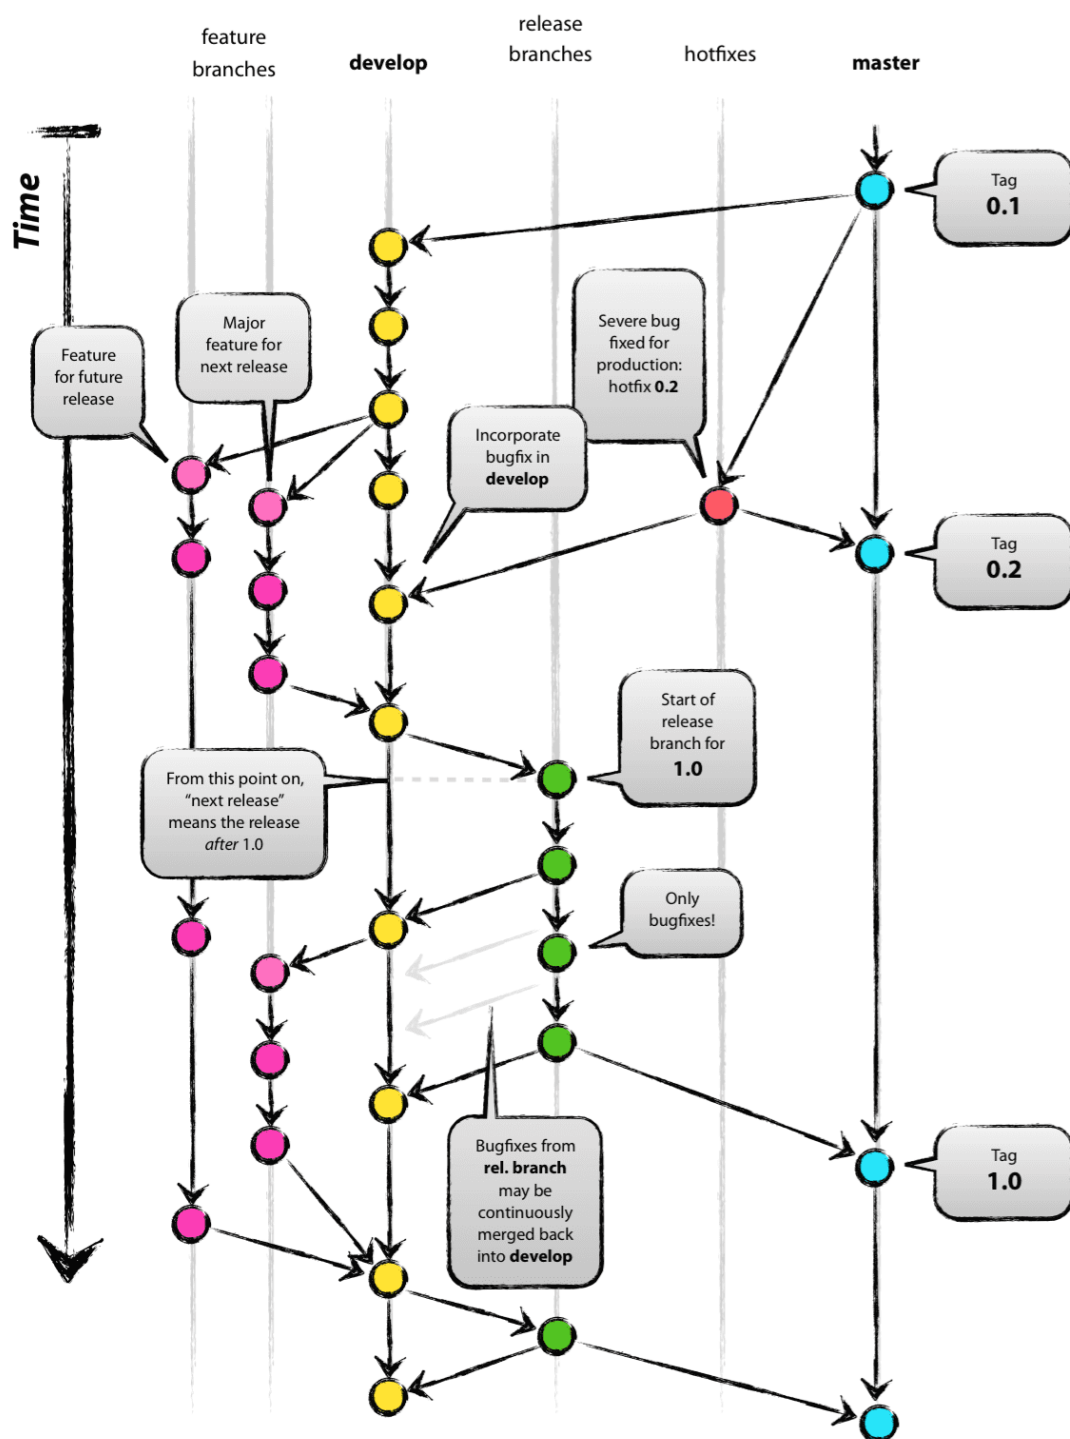 feature
branches
develop
release
branches
hotfixes
master
Time
Tag
0.1
Major
feature for
next release
Feature
for future
release
Severe bug
fixed for
production:
hotfix 0.2
Incorporate
bugfix in
develop
Tag
0.2
Start of
release
branch for
1.0
From this point on,
“next release”
means the release
after 1.0
Only
bugfixes!
Bugfixes from
rel. branch
may be
continuously
merged back
into develop
Tag
1.0